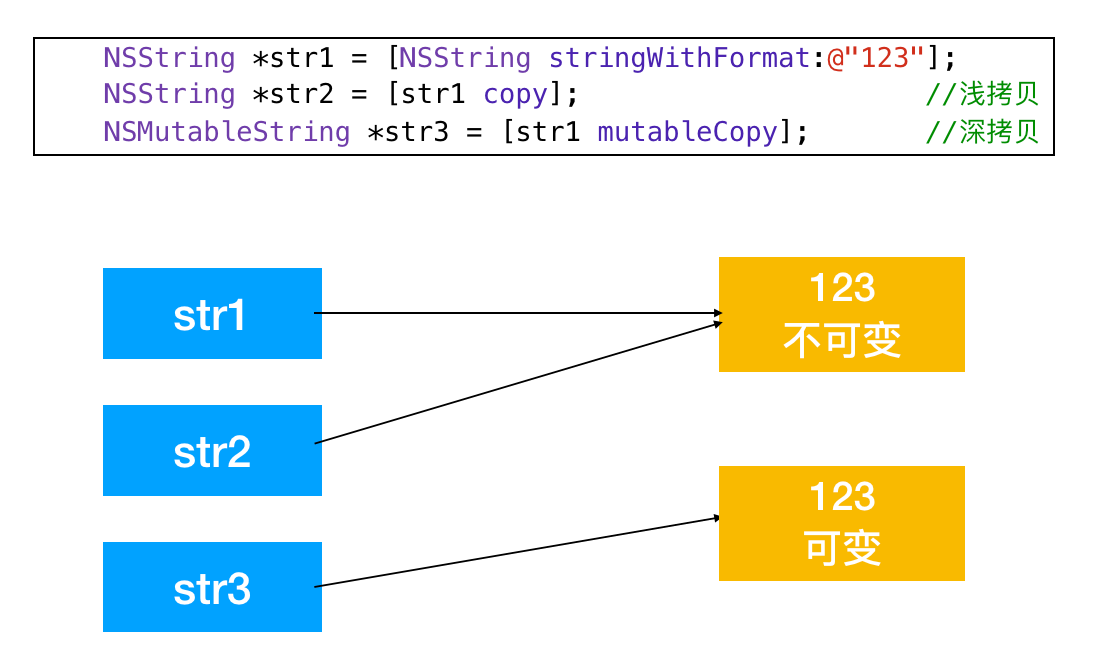 NSString *str1 = [NSString stringWithFormat:@"123"];
NSString *str2 = [str1 copy]; //浅拷贝
NSMutableString *str3 = [str1 mutableCopy]; //深拷贝
str1
123
不可变
str2
123
可变
str3